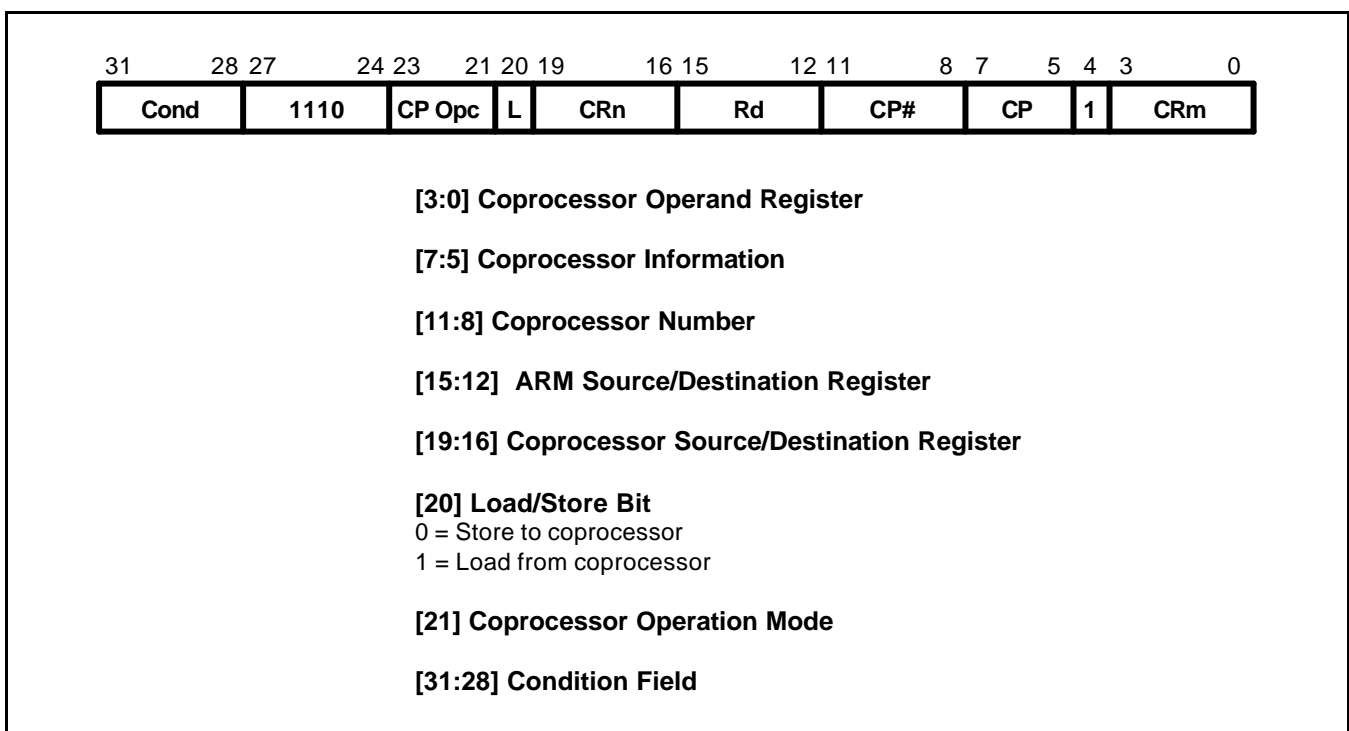 31 28 27 24 23 21 20 19 16 15 12 11 8 7 5 4 3 0
Cond 1110 CP Opc L CRn Rd CP# CP 1 CRm
[3:0] Coprocessor Operand Register
[7:5] Coprocessor Information
[11:8] Coprocessor Number
[15:12] ARM Source/Destination Register
[19:16] Coprocessor Source/Destination Register
[20] Load/Store Bit
0 = Store to coprocessor
1 = Load from coprocessor
[21] Coprocessor Operation Mode
[31:28] Condition Field